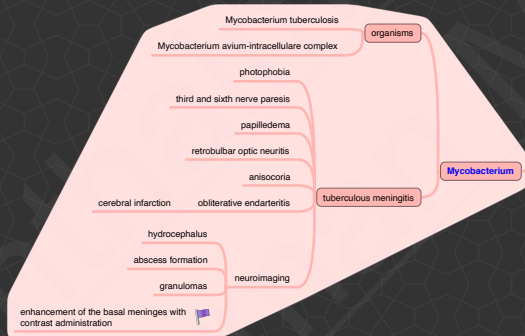 Mycobacterium tuberculosis
organisms
Mycobacterium avium-intracellulare complex
photophobia
third and sixth nerve paresis
papilledema
retrobulbar optic neuritis
anisocoria
Mycobacterium
cerebral infarction
obliterative endarteritis
tuberculous meningitis
hydrocephalus
abscess formation
neuroimaging
granulomas
enhancement of the basal meninges with
contrast administration